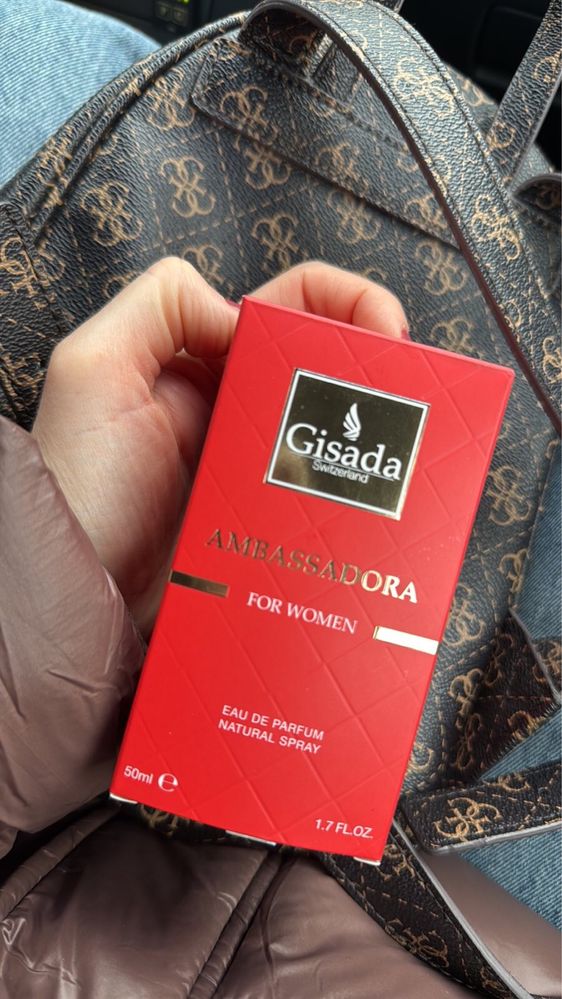 Gisada
Switzerland
AMBASSADORA
FOR WOMEN
EAU DE PARFUM
NATURAL SPRAY
50ml ℮
1.7 FL.OZ.